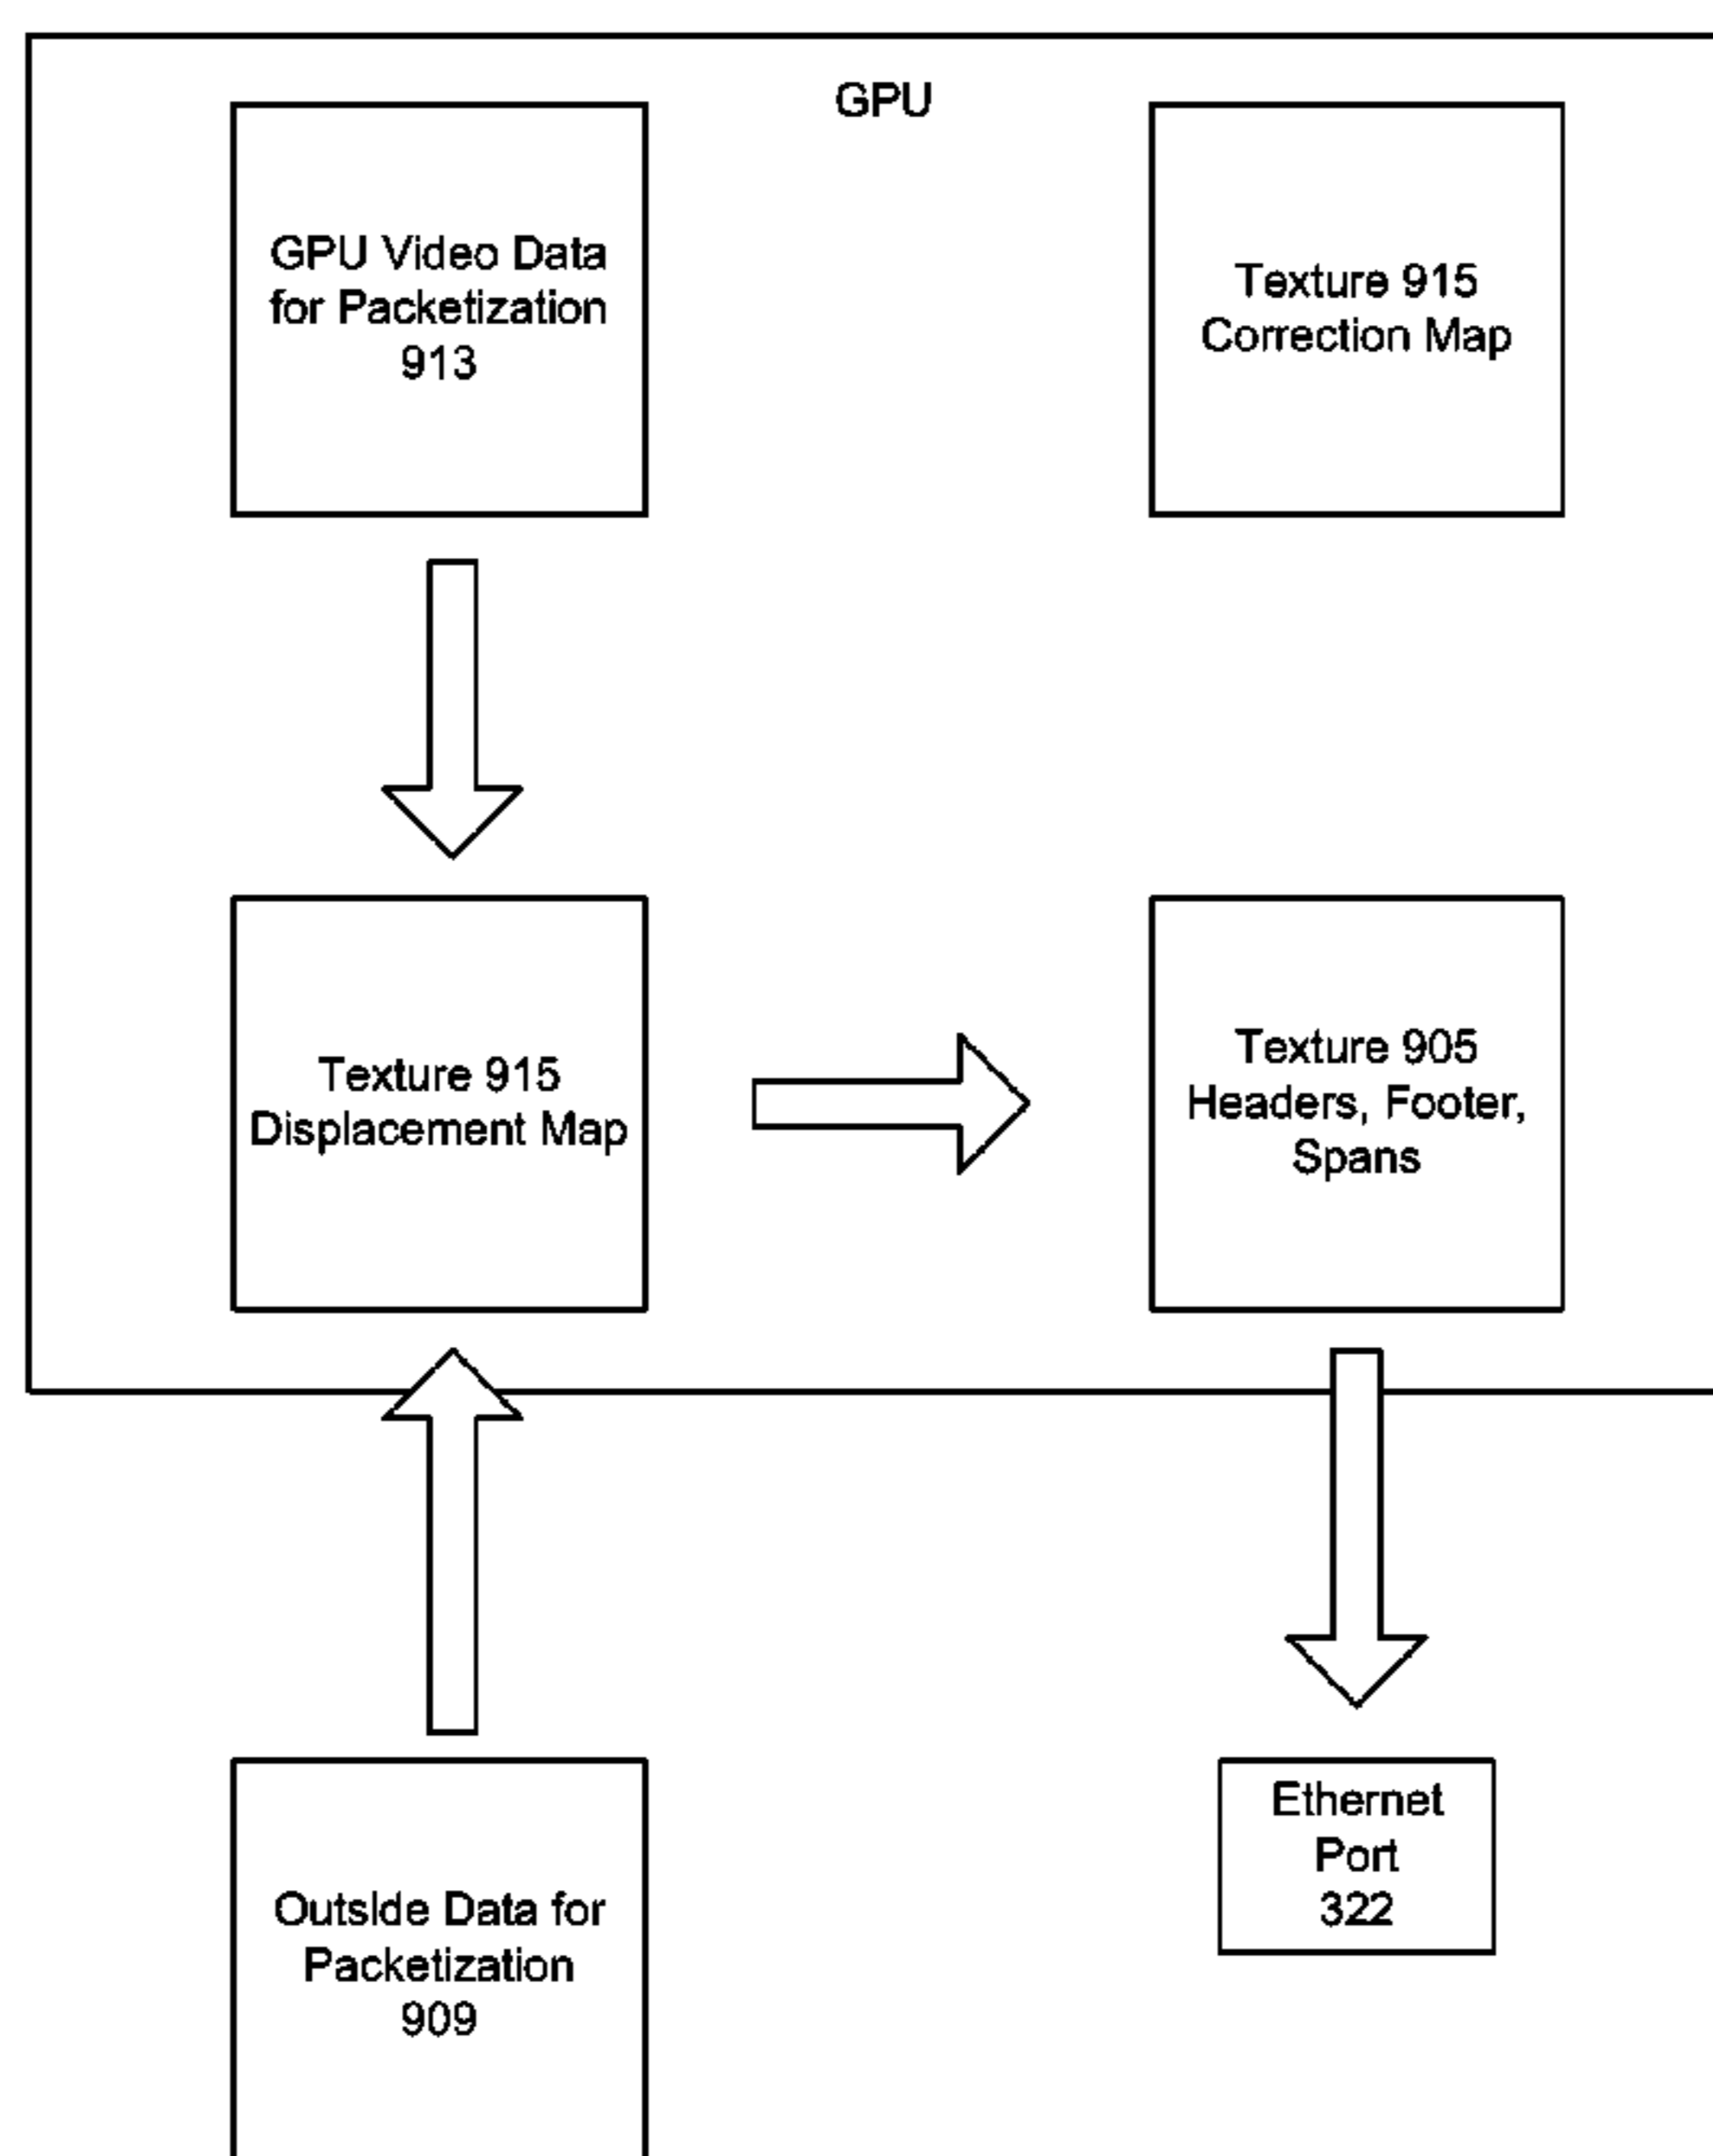 GPU
GPU Video Data
for Packetization
913
Texture 915
Correction Map
Texture 915
Displacement Map
Texture 905
Headers, Footer,
Spans
Outside Data for
Packetization
909
Ethernet
Port
322